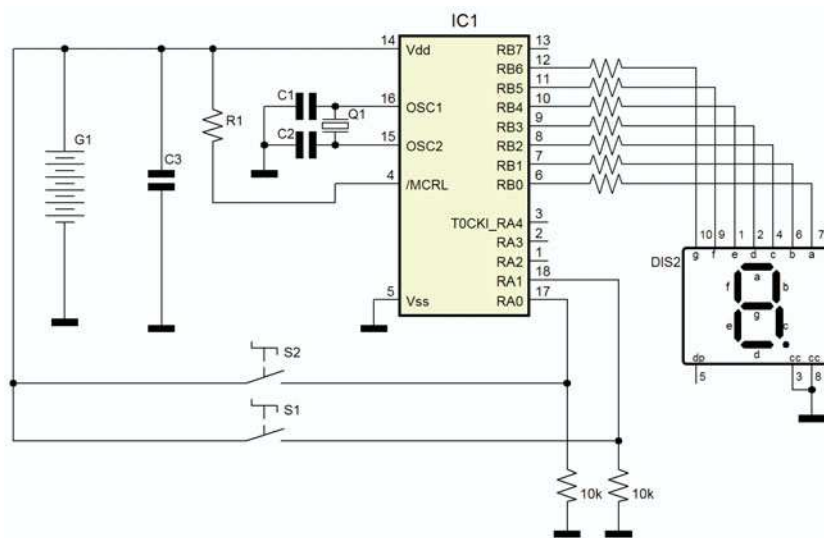 IC1
14
Vdd
RB7
13
RB6
12
RB5
11
C1
16
OSC1
RB4
10
Q1
RB3
9
R1
C2
15
OSC2
RB2
8
G1
RB1
7
C3
4
/MCRL
RB0
6
T0CKI_RA4
3
RA3
2
RA2
1
RA1
18
5
Vss
RA0
17
10 9 1 2 4 6 7
g f e d c b a
DIS2
a
f b
g
e c
d
dp cc cc
5 3 8
S2
S1
10k 10k